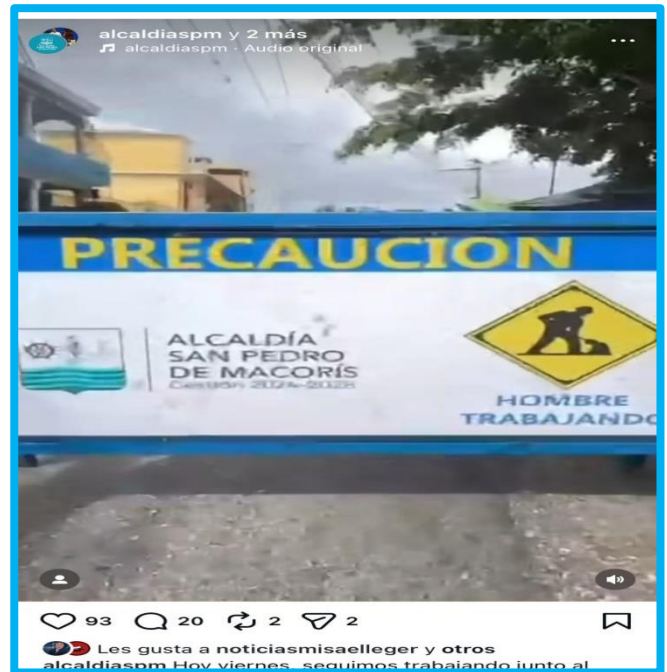 alcaldiaspm y 2 más
alcaldiaspm · Audio original
PRECAUCION
ALCALDÍA
SAN PEDRO
DE MACORÍS
Gestión 2024-2028
HOMBRE
TRABAJANDO
93 20 2 2
Les gusta a noticiasmisaelleger y otros
alcaldiaspm Hoy viernes, seguimos trabajando junto al